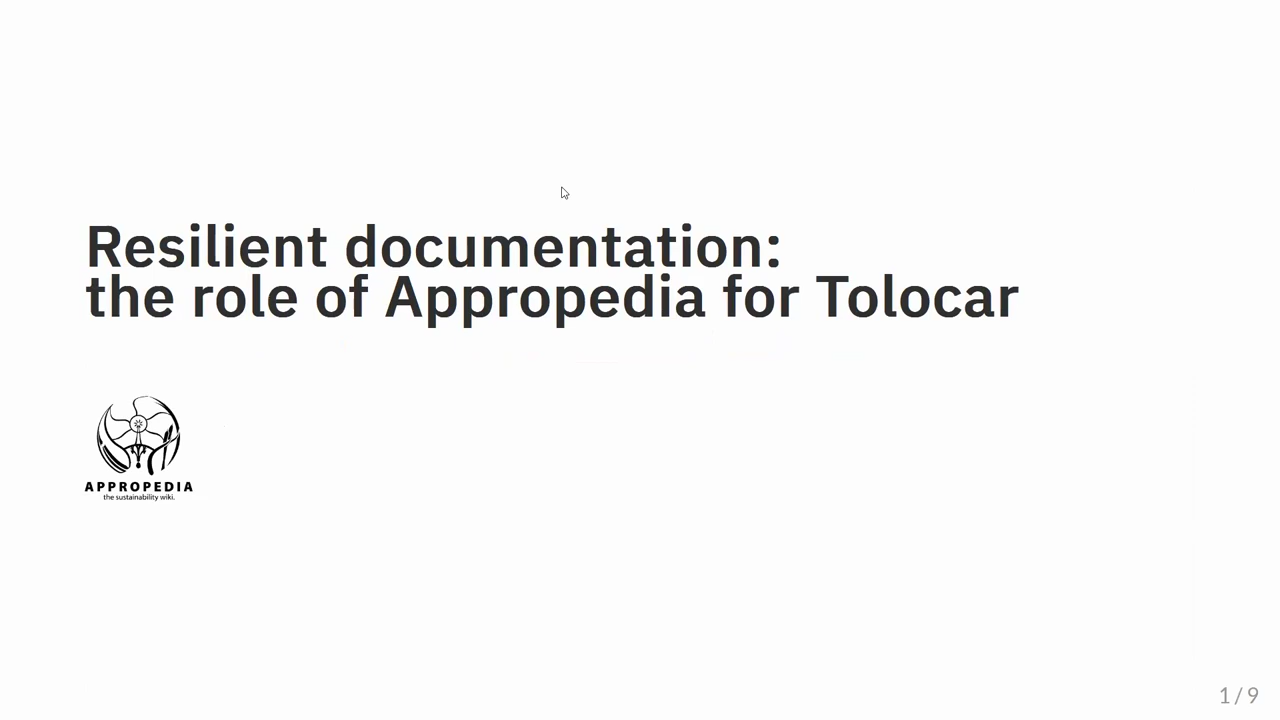 Resilient documentation:
the role of Appropedia for Tolocar
APPROPEDIA
the sustainability wiki.
1/9